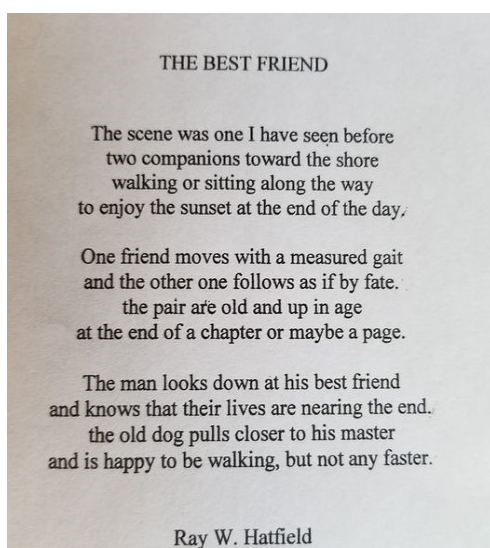 THE BEST FRIEND
The scene was one I have seen before
two companions toward the shore
walking or sitting along the way
to enjoy the sunset at the end of the day.
One friend moves with a measured gait
and the other one follows as if by fate.
the pair are old and up in age
at the end of a chapter or maybe a page.
The man looks down at his best friend
and knows that their lives are nearing the end.
the old dog pulls closer to his master
and is happy to be walking, but not any faster.
Ray W. Hatfield